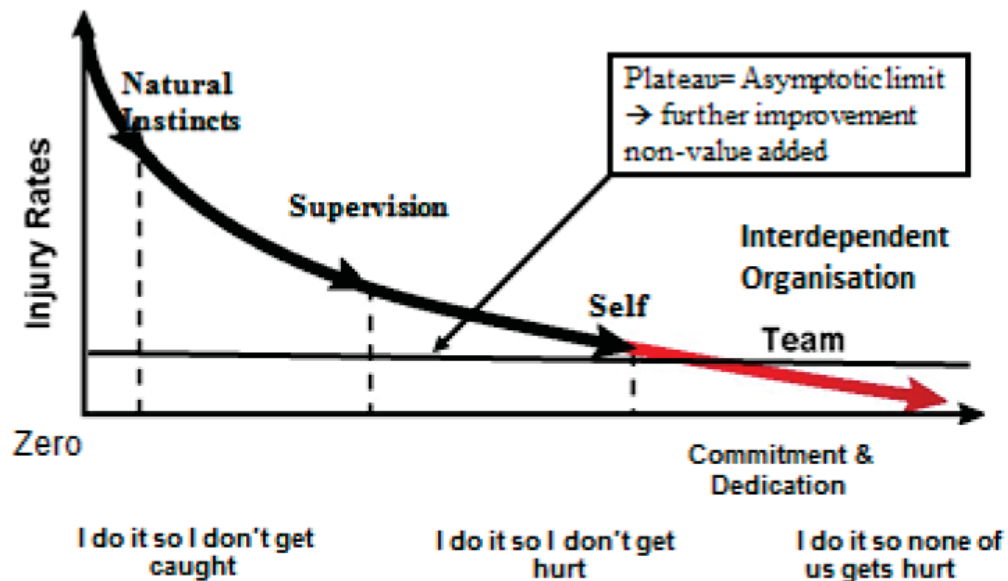 Natural
Instincts
Plateau= Asymptotic limit
→ further improvement
non-value added
Supervision
Interdependent
Organisation
Injury Rates
Self
Team
Zero
Commitment &
Dedication
I do it so I don't get
caught
I do it so I don't get
hurt
I do it so none of
us gets hurt